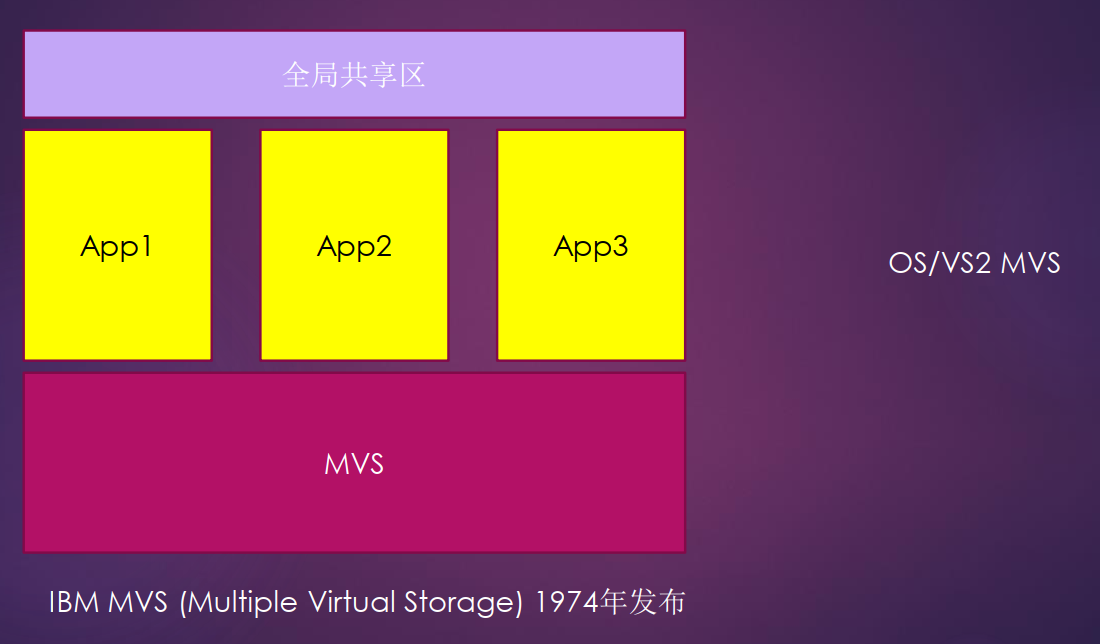 全局共享区
App1
App2
App3
OS/VS2 MVS
MVS
IBM MVS (Multiple Virtual Storage) 1974年发布